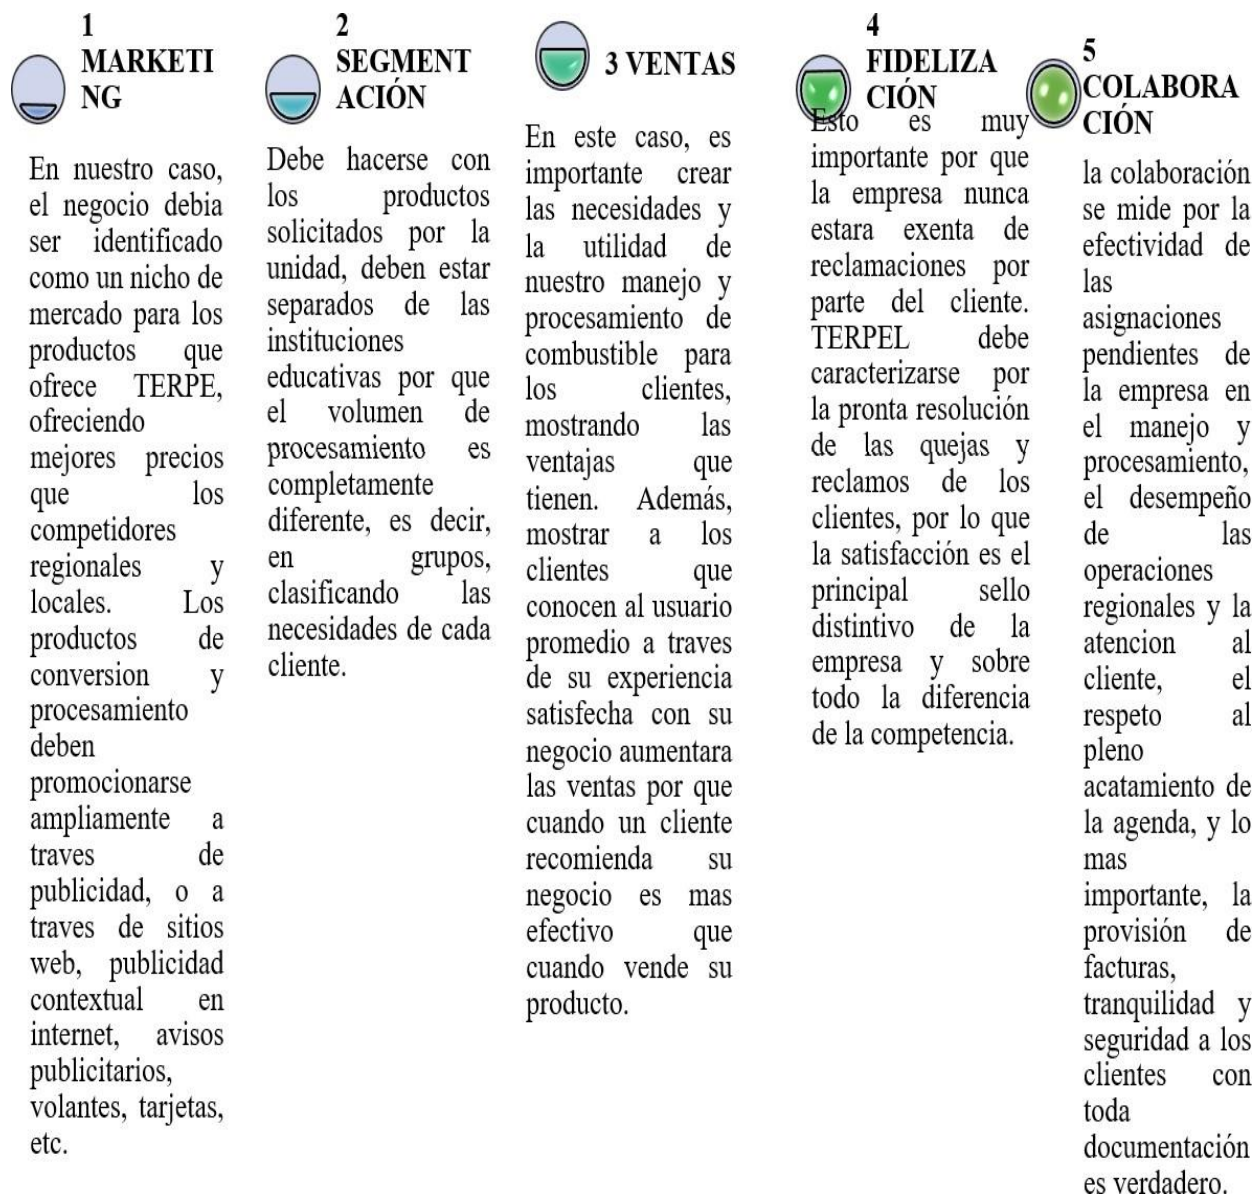 1
MARKETI
NG
En nuestro caso,
el negocio debia
ser identificado
como un nicho de
mercado para los
productos que
ofrece TERPE,
ofreciendo
mejores precios
que los
competidores
regionales y
locales. Los
productos de
conversion y
procesamiento
deben
promocionarse
ampliamente a
traves de
publicidad, o a
traves de sitios
web, publicidad
contextual en
internet, avisos
publicitarios,
volantes, tarjetas,
etc.
2
SEGMENT
ACIÓN
Debe hacerse con
los productos
solicitados por la
unidad, deben estar
separados de las
instituciones
educativas por que
el volumen de
procesamiento es
completamente
diferente, es decir,
en grupos,
clasificando las
necesidades de cada
cliente.
3 VENTAS
En este caso, es
importante crear
las necesidades y
la utilidad de
nuestro manejo y
procesamiento de
combustible para
los clientes,
mostrando las
ventajas que
tienen. Además,
mostrar a los
clientes que
conocen al usuario
promedio a traves
de su experiencia
satisfecha con su
negocio aumentara
las ventas por que
cuando un cliente
recomienda su
negocio es mas
efectivo que
cuando vende su
producto.
4
FIDELIZA
CIÓN
Esto es muy
importante por que
la empresa nunca
estara exenta de
reclamaciones por
parte del cliente.
TERPEL debe
caracterizarse por
la pronta resolución
de las quejas y
reclamos de los
clientes, por lo que
la satisfacción es el
principal sello
distintivo de la
empresa y sobre
todo la diferencia
de la competencia.
5
COLABORA
CIÓN
la colaboración
se mide por la
efectividad de
las
asignaciones
pendientes de
la empresa en
el manejo y
procesamiento,
el desempeño
de las
operaciones
regionales y la
atencion al
cliente, el
respeto al
pleno
acatamiento de
la agenda, y lo
mas
importante, la
provisión de
facturas,
tranquilidad y
seguridad a los
clientes con
toda
documentación
es verdadero.